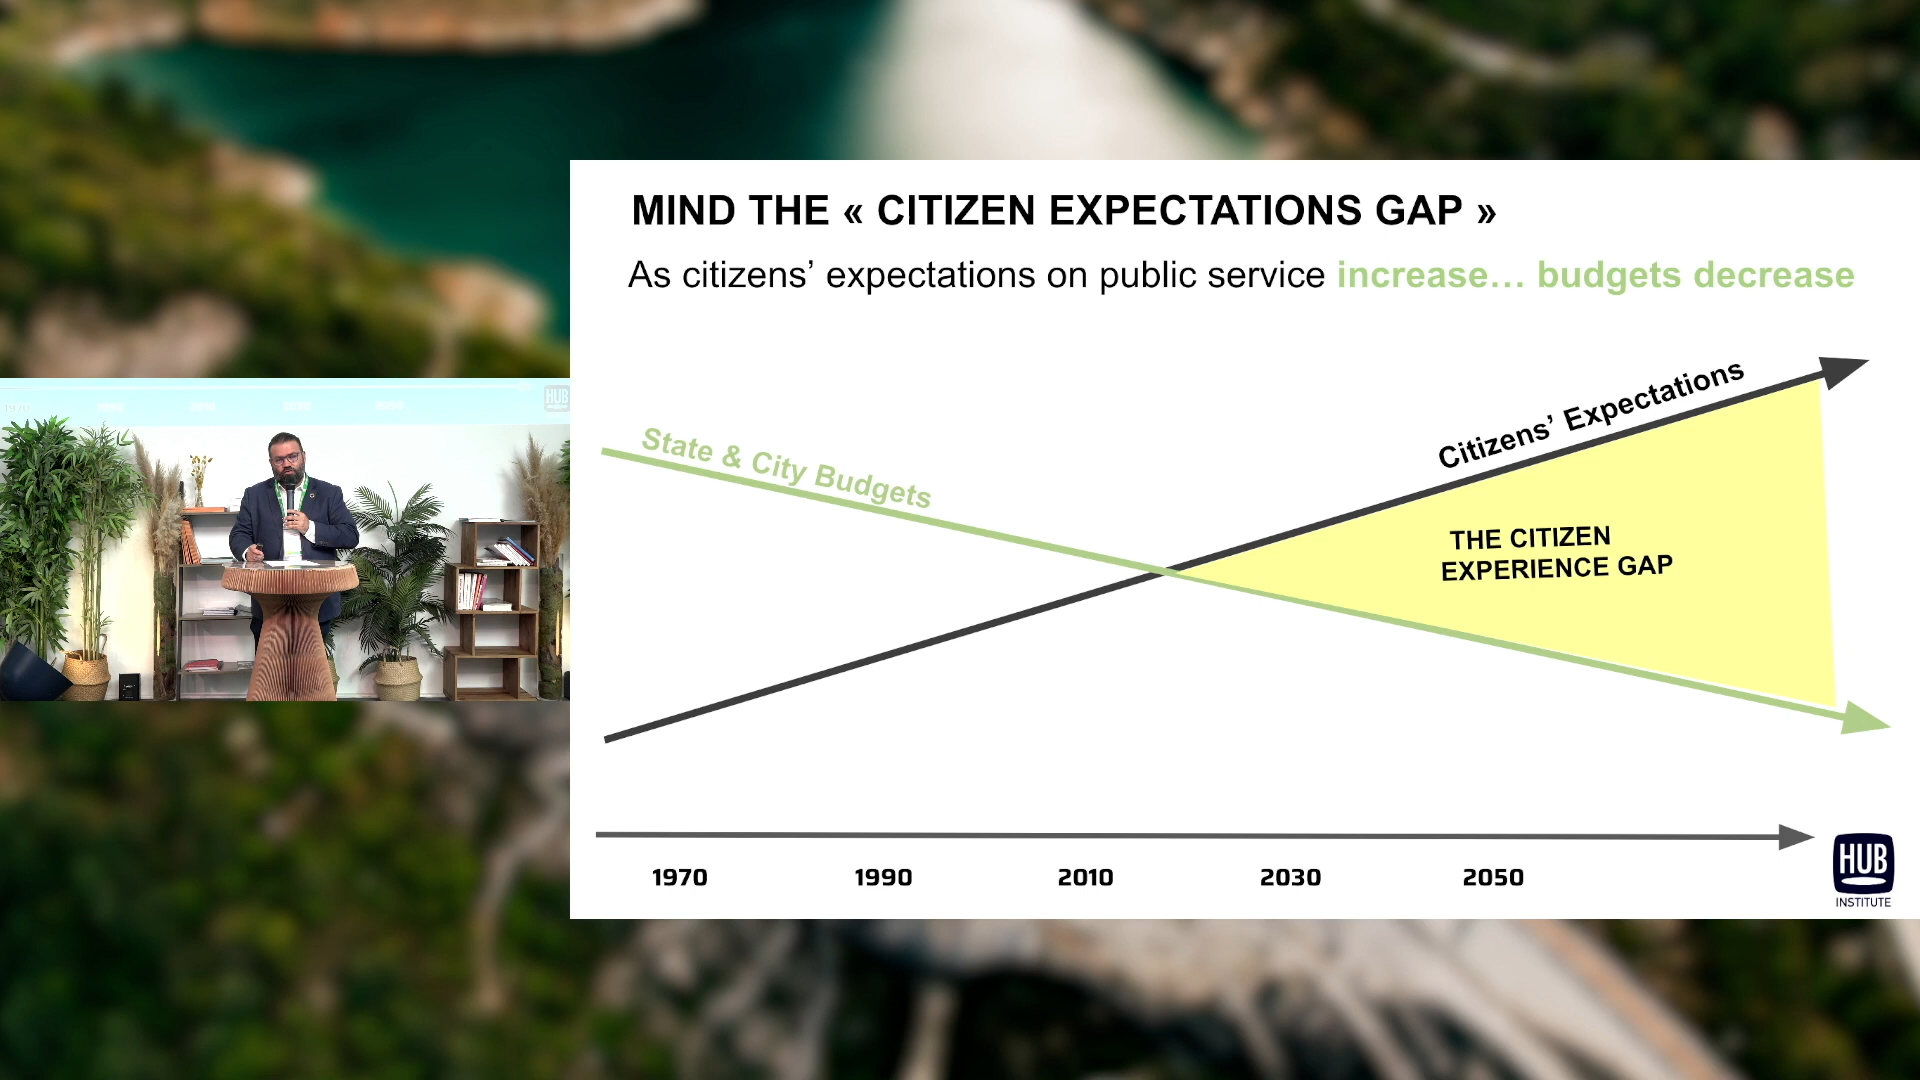 MIND THE « CITIZEN EXPECTATIONS GAP »
As citizens’ expectations on public service increase… budgets decrease
State & City Budgets
Citizens’ Expectations
THE CITIZEN
EXPERIENCE GAP
1970
1990
2010
2030
2050
HUB
INSTITUTE
HUB